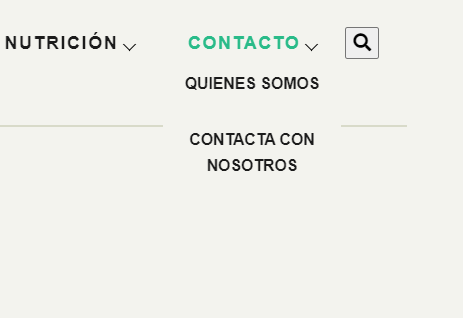 NUTRICIÓN CONTACTO
QUIENES SOMOS
CONTACTA CON
NOSOTROS